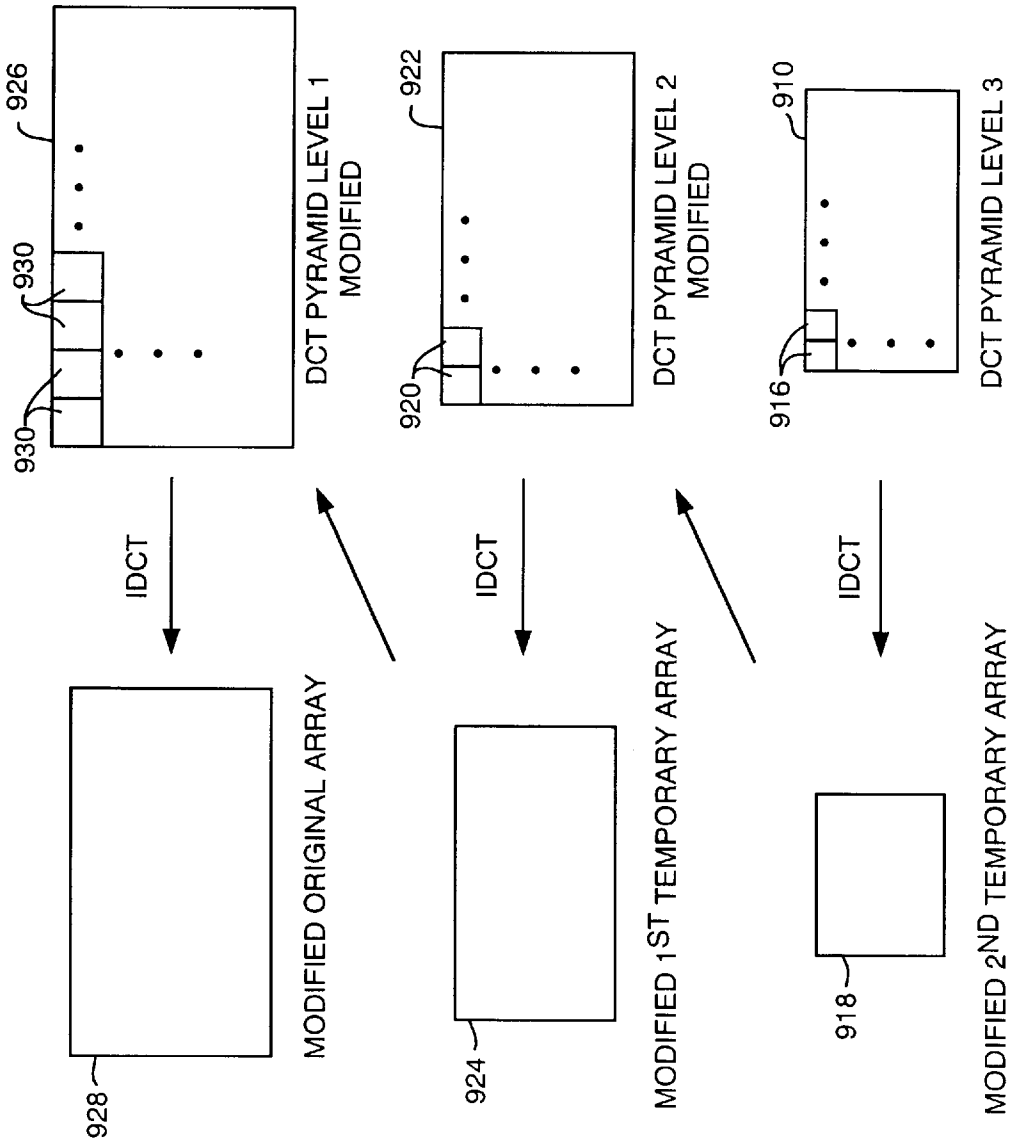 926
930
930
DCT PYRAMID LEVEL 1
MODIFIED
IDCT
928
MODIFIED ORIGINAL ARRAY
922
920
DCT PYRAMID LEVEL 2
MODIFIED
IDCT
924
MODIFIED 1ST TEMPORARY ARRAY
910
916
DCT PYRAMID LEVEL 3
IDCT
918
MODIFIED 2ND TEMPORARY ARRAY